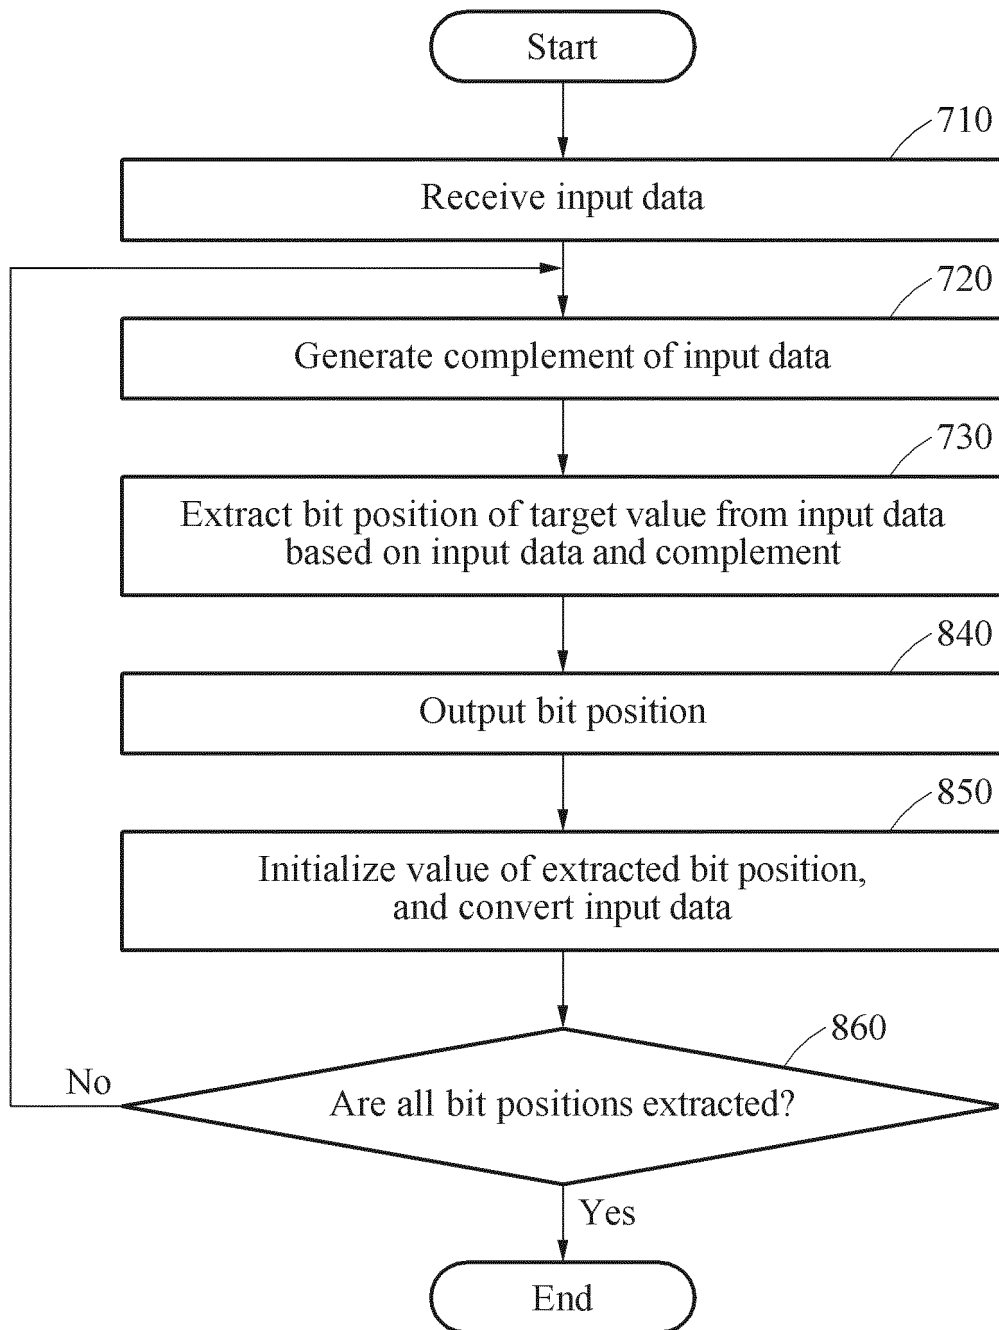 Start
710
Receive input data
720
Generate complement of input data
730
Extract bit position of target value from input data
based on input data and complement
840
Output bit position
850
Initialize value of extracted bit position,
and convert input data
860
No
Are all bit positions extracted?
Yes
End